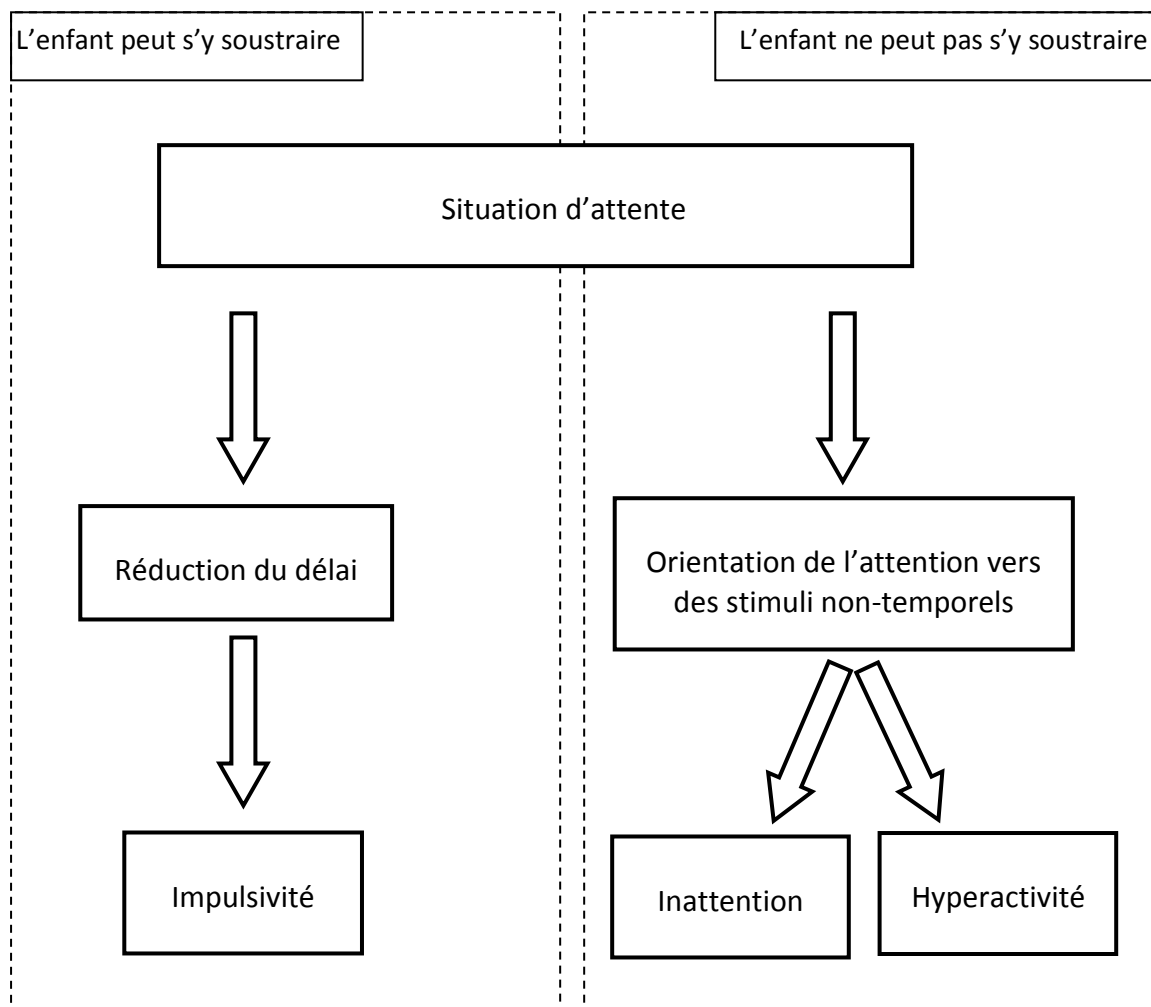 L’enfant peut s’y soustraire
L’enfant ne peut pas s’y soustraire
Situation d’attente
Réduction du délai
Orientation de l’attention vers
des stimuli non-temporels
Impulsivité
Inattention
Hyperactivité